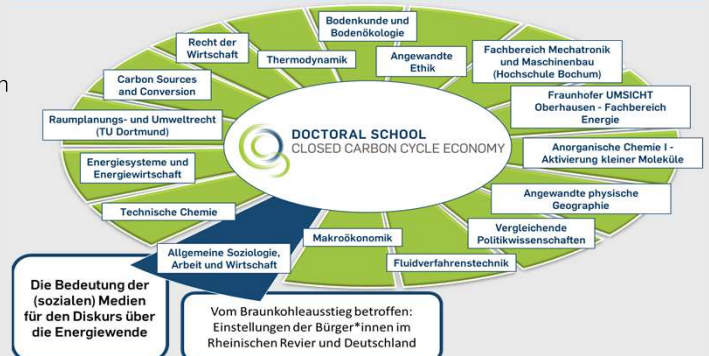 Bodenkunde und
Bodenökologie
Recht der
Wirtschaft
Thermodynamik
Angewandte
Ethik
Fachbereich Mechatronik
und Maschinenbau
(Hochschule Bochum)
n
Carbon Sources
and Conversion
Fraunhofer UMSICHT
Oberhausen - Fachbereich
Energie
Raumplanungs- und Umweltrecht
(TU Dortmund)
DOCTORAL SCHOOL
CLOSED CARBON CYCLE ECONOMY
Anorganische Chemie I -
Aktivierung kleiner Moleküle
Energiesysteme und
Energiewirtschaft
Angewandte physische
Geographie
Technische Chemie
Vergleichende
Politikwissenschaften
Makroökonomik
Allgemeine Soziologie,
Arbeit und Wirtschaft
Fluidverfahrenstechnik
Die Bedeutung der
(sozialen) Medien
für den Diskurs über
die Energiewende
Vom Braunkohleausstieg betroffen:
Einstellungen der Bürger*innen im
Rheinischen Revier und Deutschland